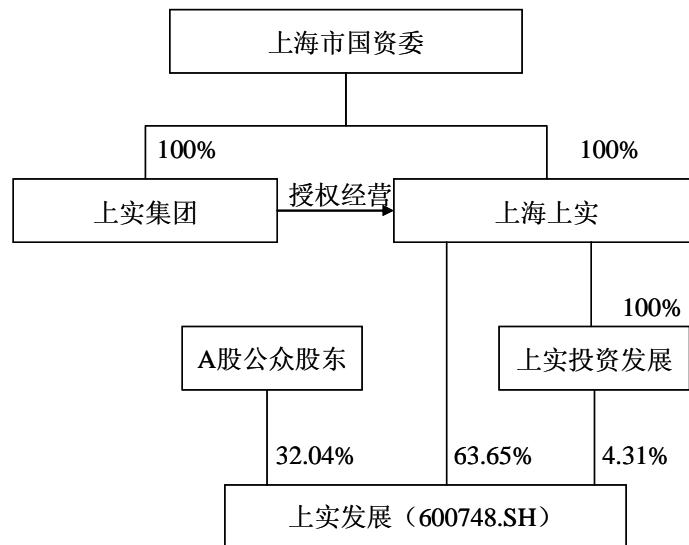 上海市国资委
100%
100%
上实集团
授权经营
上海上实
100%
A股公众股东
上实投资发展
32.04%
63.65%
4.31%
上实发展（600748.SH）